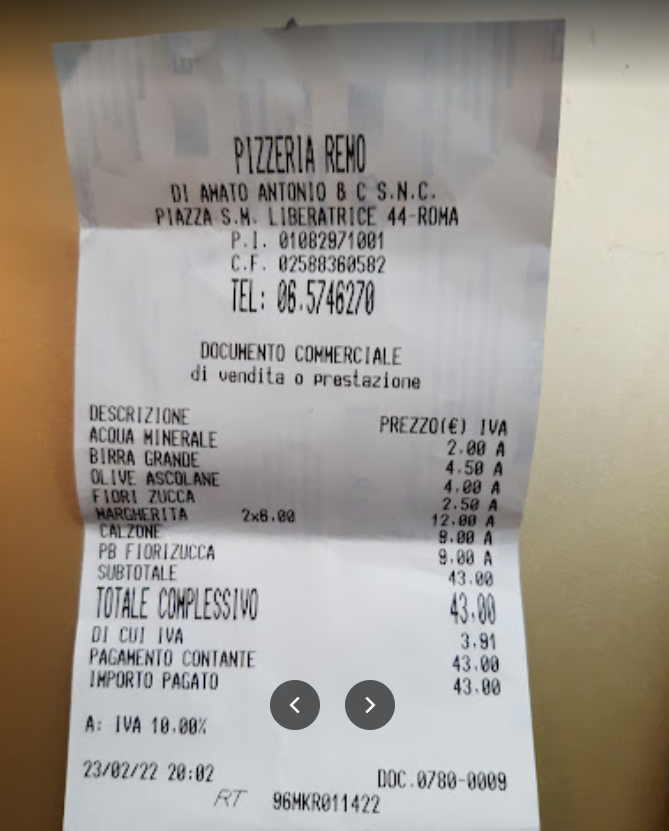 PIZZERIA REMO
DI AMATO ANTONIO & C S.N.C.
PIAZZA S.M. LIBERATRICE 44-ROMA
P.I. 01082971001
C.F. 02588360582
TEL: 06.5746270
DOCUMENTO COMMERCIALE
di vendita o prestazione
DESCRIZIONE PREZZO(€) IVA
ACQUA MINERALE 2.00 A
BIRRA GRANDE 4.50 A
OLIVE ASCOLANE 4.00 A
FIORI ZUCCA 2.50 A
MARGHERITA 2x6.00 12.00 A
CALZONE 9.00 A
PB FIORIZUCCA 9.00 A
SUBTOTALE 43.00
TOTALE COMPLESSIVO 43.00
DI CUI IVA 3.91
PAGAMENTO CONTANTE 43.00
IMPORTO PAGATO 43.00
A: IVA 10.00%
23/02/22 20:02 DOC.0780-0009
RT 96MKR011422